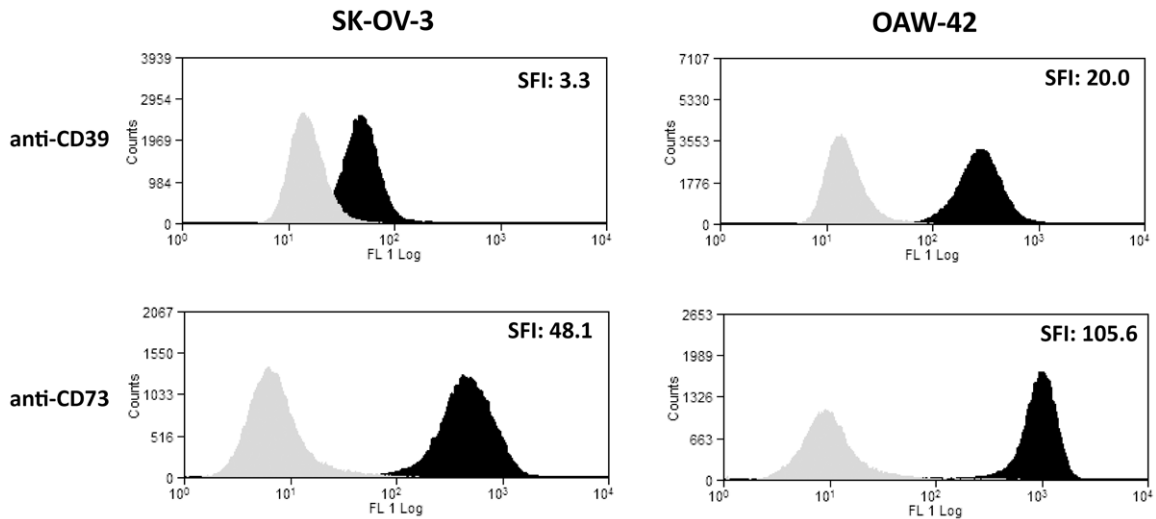 SK-OV-3
OAW-42
anti-CD39
3939
2954
1969
984
0
Counts
SFI: 3.3
10^0 10^1 10^2 10^3 10^4
FL 1 Log
7107
5330
3553
1776
0
Counts
SFI: 20.0
10^0 10^1 10^2 10^3 10^4
FL 1 Log
anti-CD73
2067
1550
1033
516
0
Counts
SFI: 48.1
10^0 10^1 10^2 10^3 10^4
FL 1 Log
2653
1989
1326
663
0
Counts
SFI: 105.6
10^0 10^1 10^2 10^3 10^4
FL 1 Log